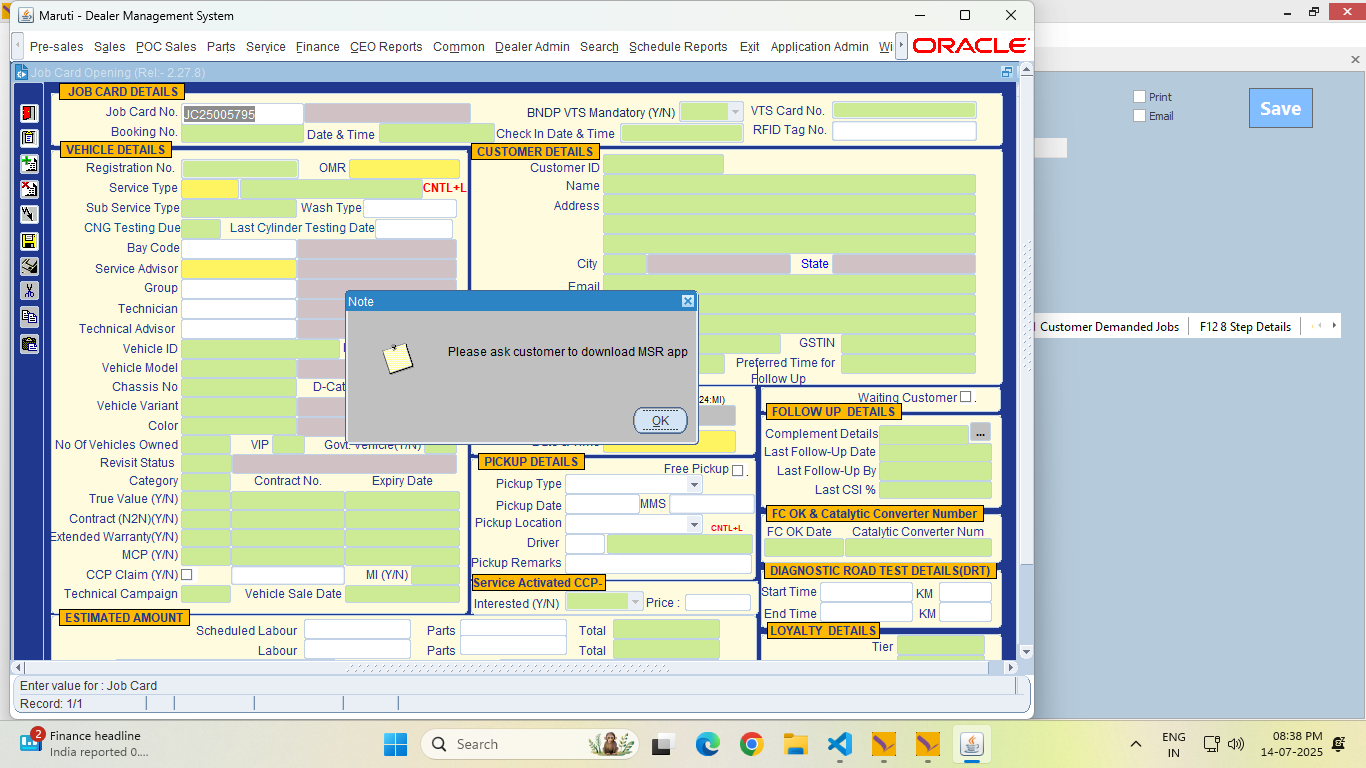 Maruti - Dealer Management System
Pre-sales Sales POC Sales Parts Service Finance CEO Reports Common Dealer Admin Search Schedule Reports Exit Application Admin Wi ORACLE
Job Card Opening (Rel:- 2.27.8)
JOB CARD DETAILS
Job Card No. JC25005795 BNDP VTS Mandatory (Y/N) VTS Card No.
Booking No. Date & Time Check In Date & Time RFID Tag No.
Print
Email
Save
VEHICLE DETAILS
Registration No. OMR
Service Type CNTL+L
Sub Service Type Wash Type
CNG Testing Due Last Cylinder Testing Date
Bay Code
Service Advisor
Group
Technician
Technical Advisor
Vehicle ID
Vehicle Model
Chassis No D-Cat
Vehicle Variant
Color
No Of Vehicles Owned VIP Govt. Vehicle(Y/N)
Revisit Status
Category Contract No. Expiry Date
True Value (Y/N)
Contract (N2N)(Y/N)
Extended Warranty(Y/N)
MCP (Y/N)
CCP Claim (Y/N) MI (Y/N)
Technical Campaign Vehicle Sale Date
CUSTOMER DETAILS
Customer ID
Name
Address
City State
Email
GSTIN
Preferred Time for
Follow Up
Note
Please ask customer to download MSR app
OK
24:MI)
Date & Time
Waiting Customer .
FOLLOW UP DETAILS
Complement Details ...
Last Follow-Up Date
Last Follow-Up By
Last CSI %
PICKUP DETAILS
Free Pickup .
Pickup Type
Pickup Date MMS
Pickup Location CNTL+L
Driver
Pickup Remarks
FC OK & Catalytic Converter Number
FC OK Date Catalytic Converter Num
Service Activated CCP-
Interested (Y/N) Price :
DIAGNOSTIC ROAD TEST DETAILS(DRT)
Start Time KM
End Time KM
ESTIMATED AMOUNT
Scheduled Labour Parts Total
Labour Parts Total
LOYALTY DETAILS
Tier
Customer Demanded Jobs F12 8 Step Details
Enter value for : Job Card
Record: 1/1
2
Finance headline
India reported 0....
Search
ENG
IN
08:38 PM
14-07-2025